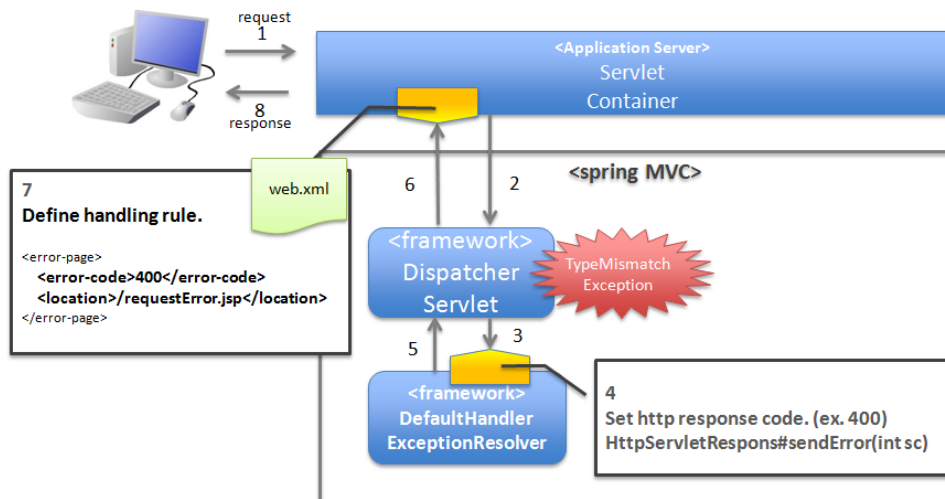 request
1
8
response
<Application Server>
Servlet
Container
<spring MVC>
web.xml
7
Define handling rule.
<error-page>
<error-code>400</error-code>
<location>/requestError.jsp</location>
</error-page>
6
2
<framework>
Dispatcher
Servlet
TypeMismatch
Exception
5
3
<framework>
DefaultHandler
ExceptionResolver
4
Set http response code. (ex. 400)
HttpServletRespons#sendError(int sc)